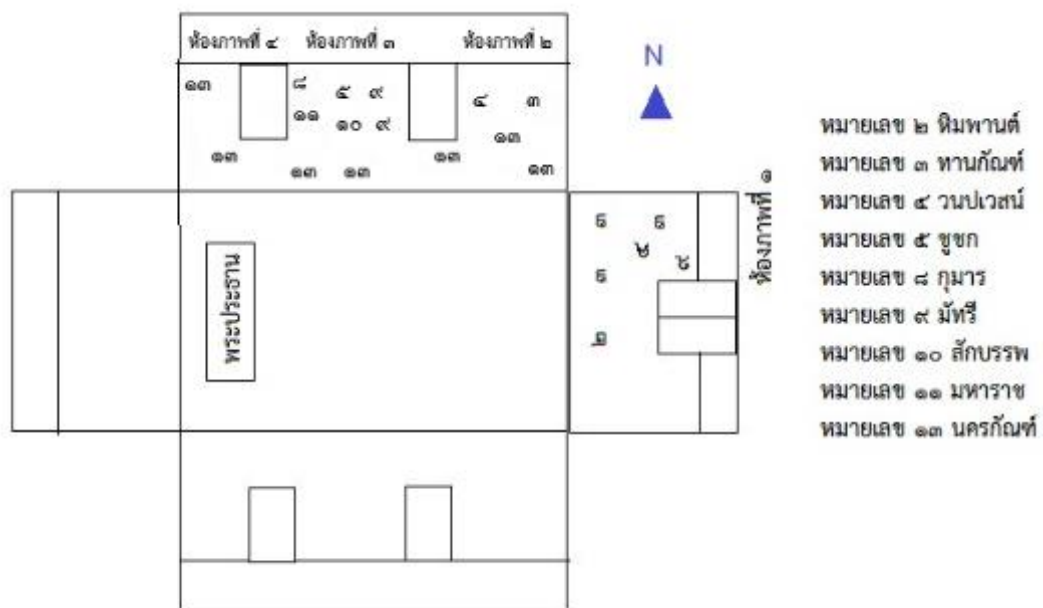 ห้องภาพที่ ๔ ห้องภาพที่ ๓ ห้องภาพที่ ๒
N
๑๓ ๘ ๕ ๙ ๔ ๓
๑๑ ๑๐ ๙ ๑๓
๑๓ ๑๓ ๑๓ ๑๓ ๑๓
พระประธาน
๓ ๓
๙
๓
๒
ห้องภาพที่ ๑
หมายเลข ๒ หิมพานต์
หมายเลข ๓ ทานกัณฑ์
หมายเลข ๔ วนปเวสน์
หมายเลข ๕ ชูชก
หมายเลข ๘ กุมาร
หมายเลข ๙ มัทรี
หมายเลข ๑๐ สักบรรพ
หมายเลข ๑๑ มหาราช
หมายเลข ๑๓ นครกัณฑ์